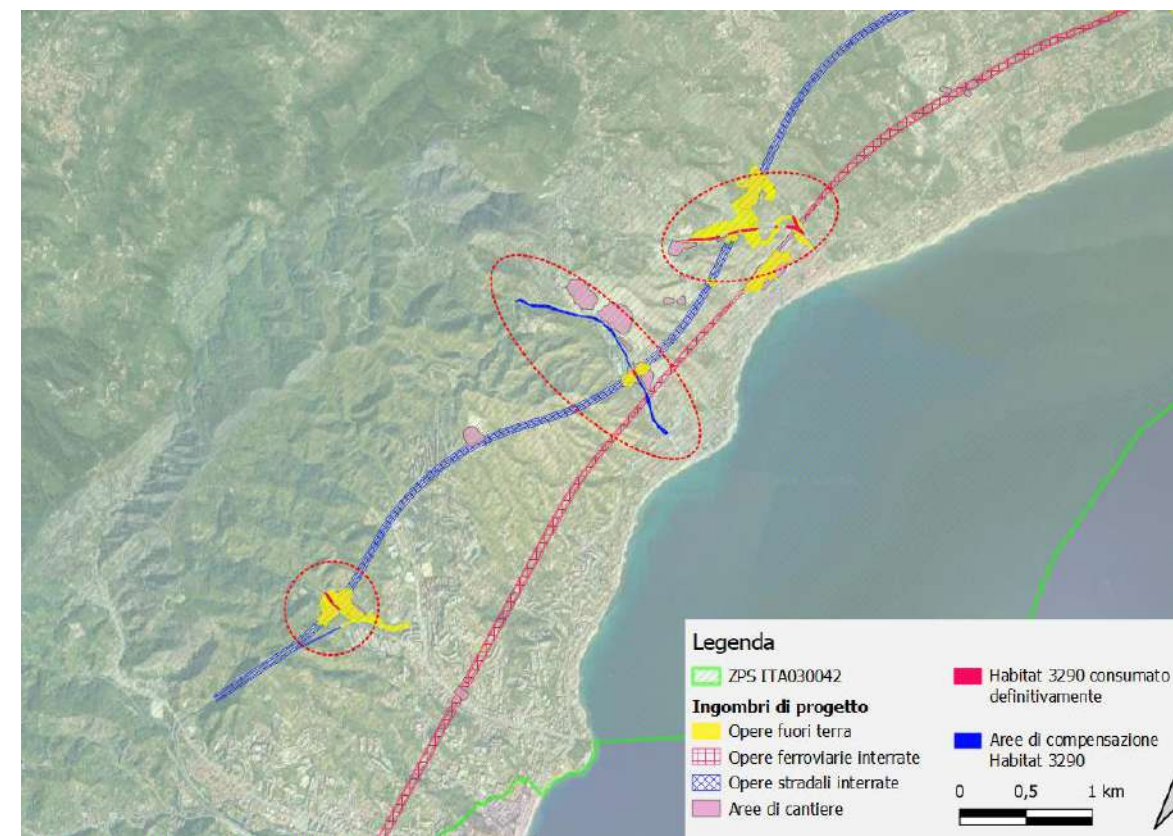 Legenda
ZPS ITA030042
Ingombri di progetto
Opere fuori terra
Opere ferroviarie interrate
Opere stradali interrate
Aree di cantiere
Habitat 3290 consumato
definitivamente
Aree di compensazione
Habitat 3290
0 0,5 1 km